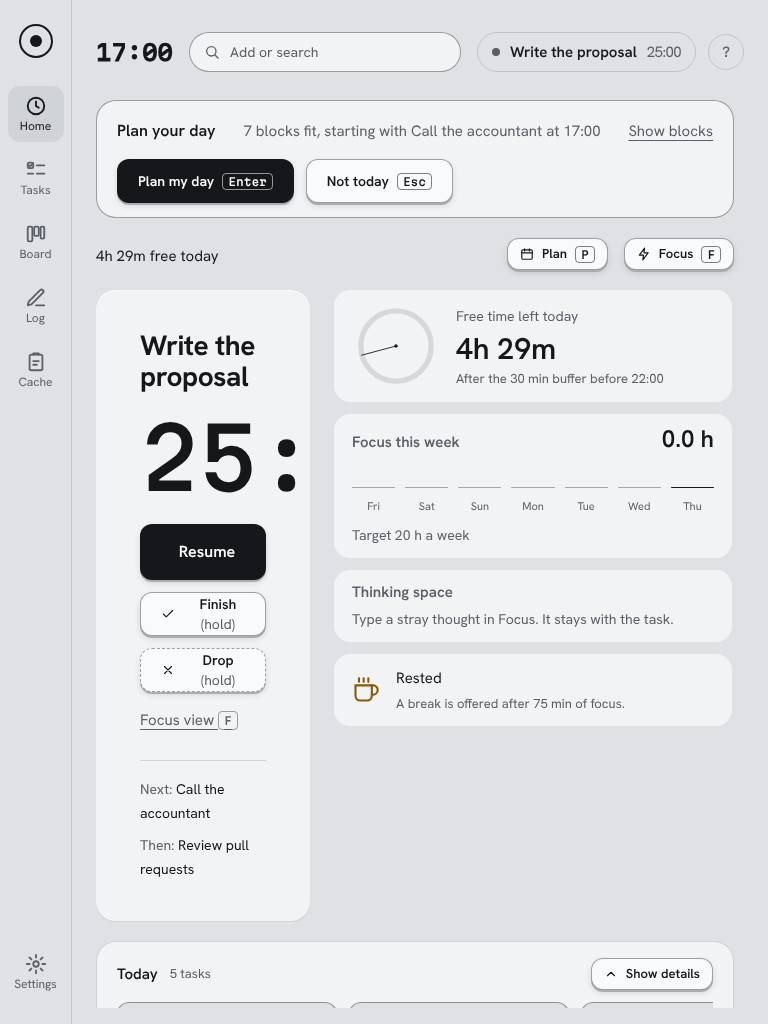 17:00
Add or search
Write the proposal 25:00
?
Home
Tasks
Board
Log
Cache
Settings
Plan your day
7 blocks fit, starting with Call the accountant at 17:00
Show blocks
Plan my day Enter
Not today Esc
4h 29m free today
Plan P
Focus F
Write the
proposal
25:
Resume
Finish
(hold)
Drop
(hold)
Focus view F
Next: Call the
accountant
Then: Review pull
requests
Free time left today
4h 29m
After the 30 min buffer before 22:00
Focus this week
0.0 h
Fri Sat Sun Mon Tue Wed Thu
Target 20 h a week
Thinking space
Type a stray thought in Focus. It stays with the task.
Rested
A break is offered after 75 min of focus.
Today 5 tasks
Show details